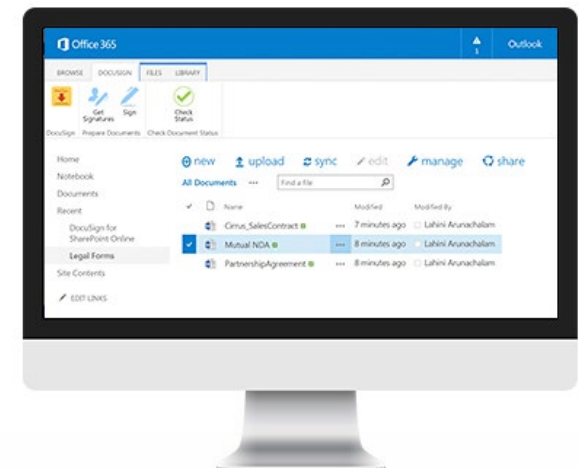 Office 365
1
Outlook
BROWSE DOCUSIGN FILES LIBRARY
Get Signatures
Sign
Check Status
DocuSign Prepare Documents Check Document Status
Home
Notebook
Documents
Recent
DocuSign for
SharePoint Online
Legal Forms
Site Contents
EDIT LINKS
new upload sync edit manage share
All Documents ... Find a file
Name Modified Modified By
Cirrus_SalesContract ... 7 minutes ago Lahini Arunachalam
Mutual NDA ... 8 minutes ago Lahini Arunachalam
PartnershipAgreement ... 8 minutes ago Lahini Arunachalam